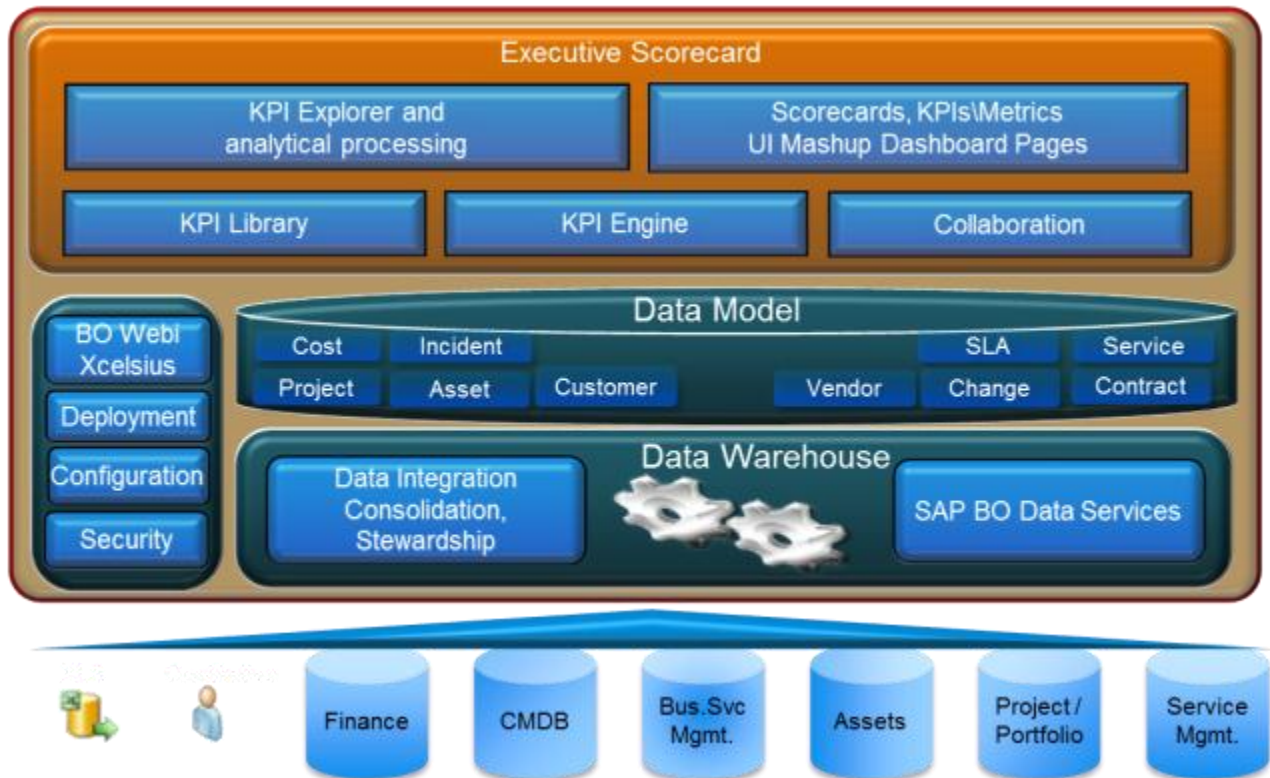 Executive Scorecard
KPI Explorer and
analytical processing
Scorecards, KPIs\Metrics
UI Mashup Dashboard Pages
KPI Library
KPI Engine
Collaboration
BO Webi
Xcelsius
Deployment
Configuration
Security
Data Model
Cost
Incident
SLA
Service
Project
Asset
Customer
Vendor
Change
Contract
Data Warehouse
Data Integration
Consolidation,
Stewardship
SAP BO Data Services
Finance
CMDB
Bus.Svc
Mgmt.
Assets
Project /
Portfolio
Service
Mgmt.